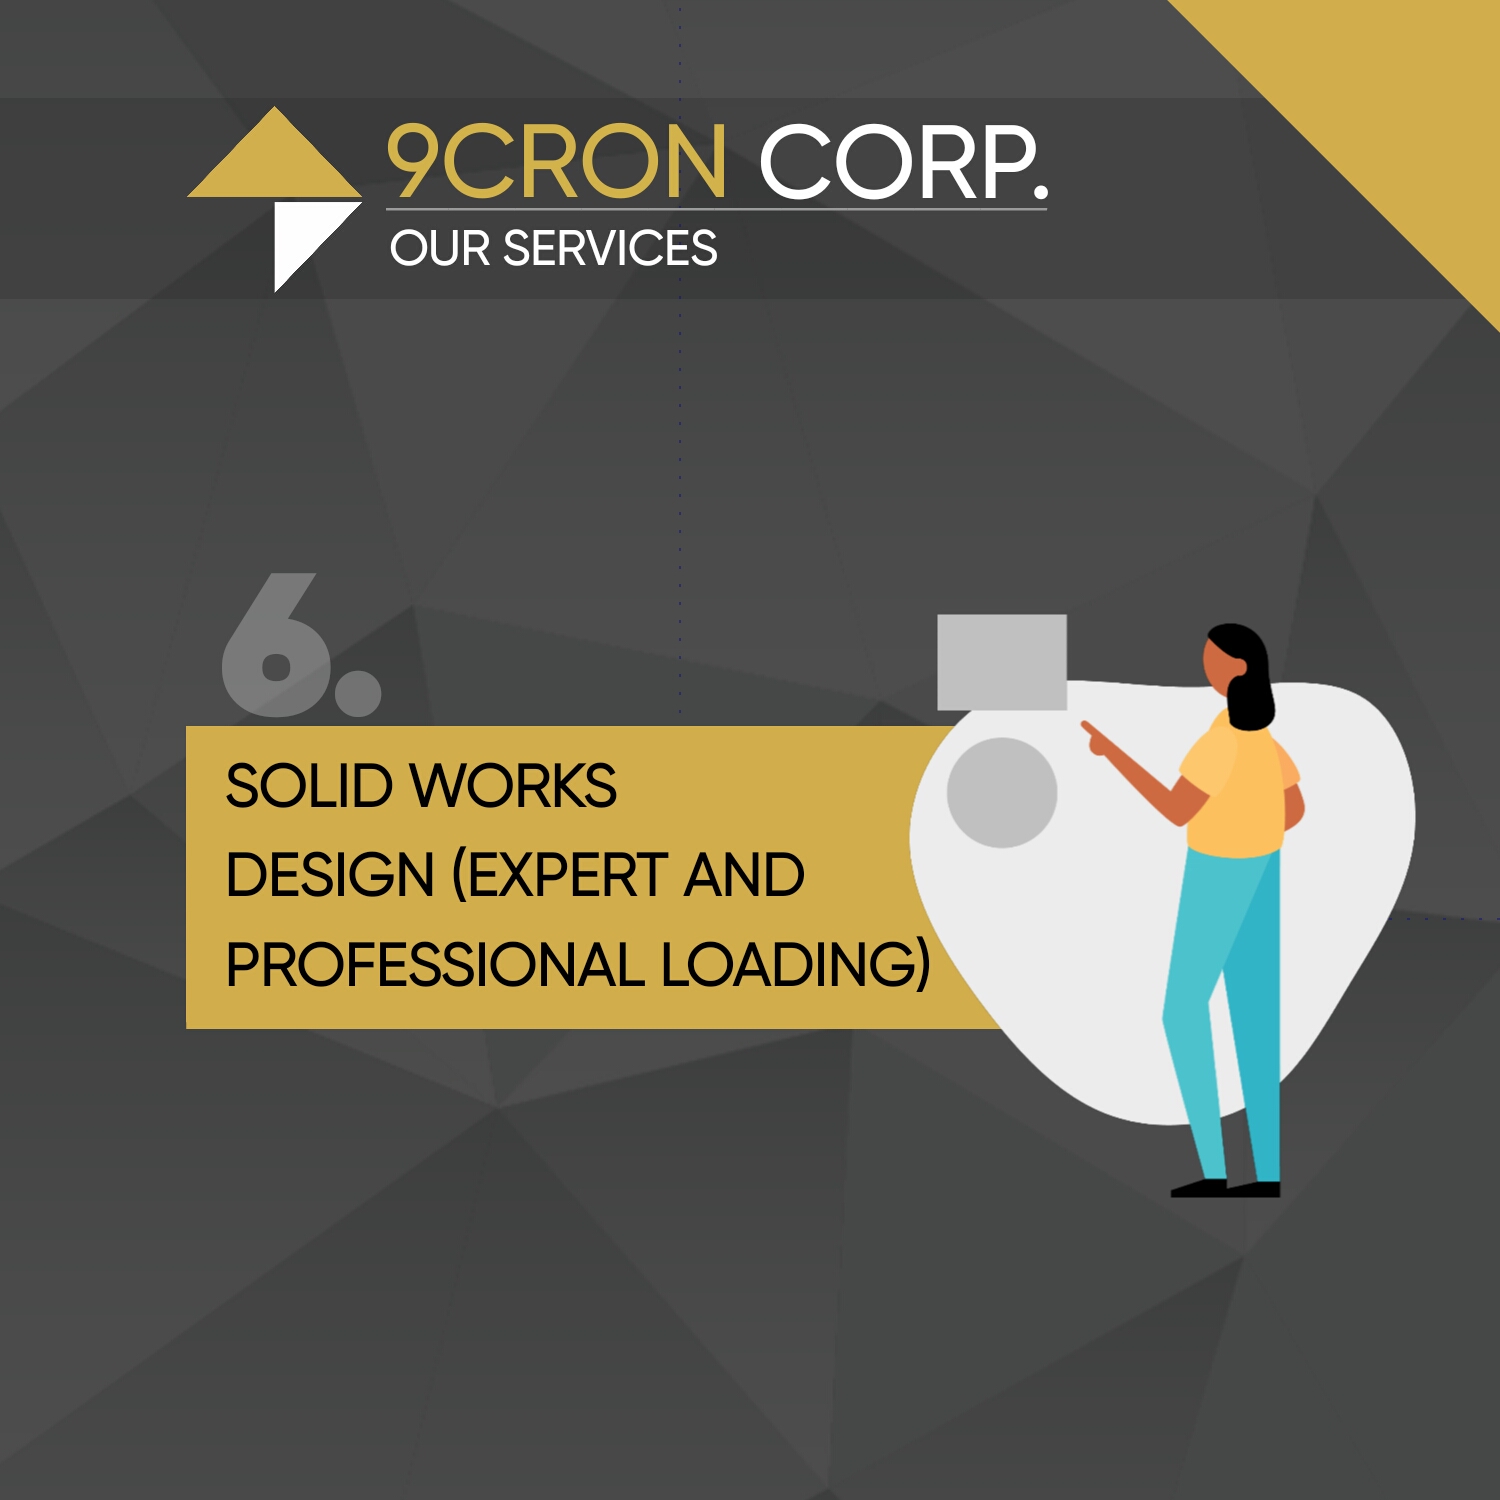 9CRON CORP.
OUR SERVICES
6.
SOLID WORKS
DESIGN (EXPERT AND
PROFESSIONAL LOADING)